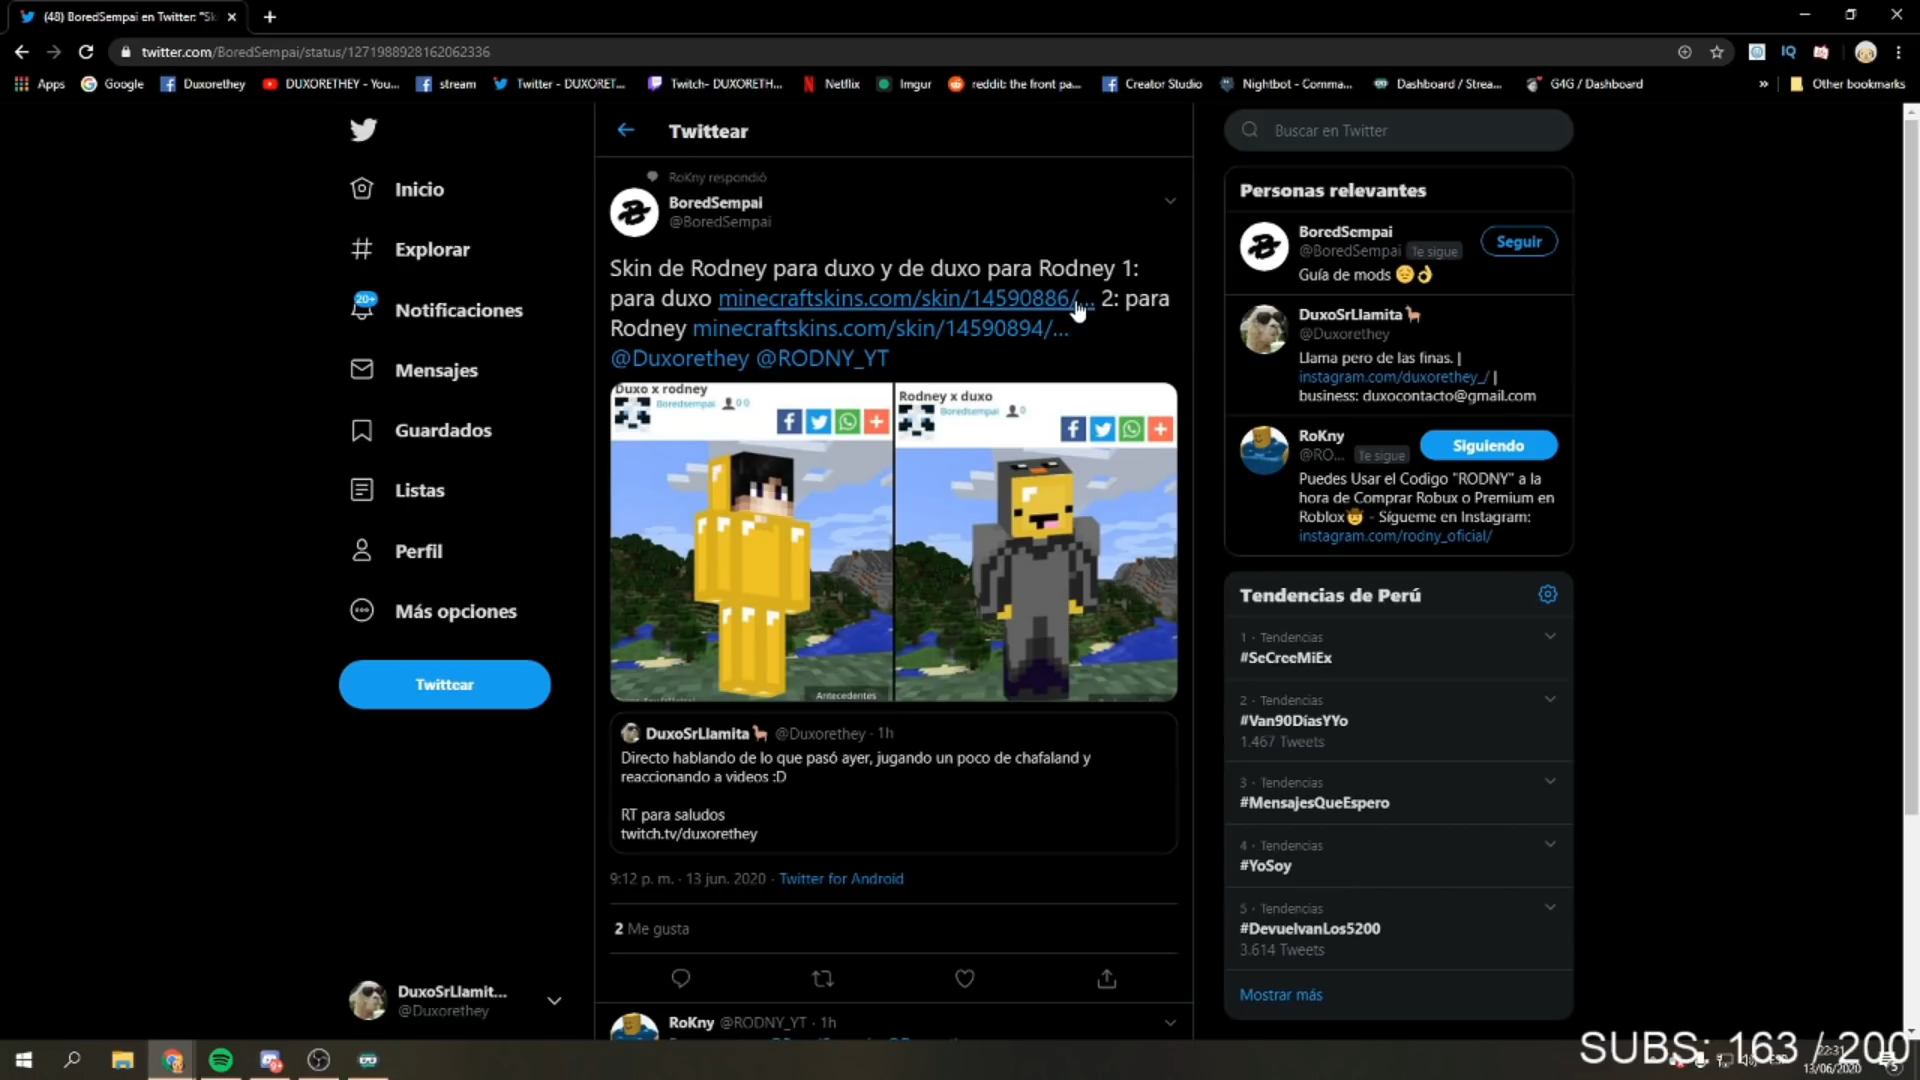 (48) BoredSempai en Twitter: "Sk
twitter.com/BoredSempai/status/1271988928162062336
Apps
Google
Duxorethey
DUXORETHEY - You...
stream
Twitter - DUXORET...
Twitch- DUXORETH...
Netflix
Imgur
reddit: the front pa...
Creator Studio
Nightbot - Comma...
Dashboard / Strea...
G4G / Dashboard
»
Other bookmarks
Inicio
Explorar
20+
Notificaciones
Mensajes
Guardados
Listas
Perfil
Más opciones
Twittear
DuxoSrLlamit...
@Duxorethey
Twittear
RoKny respondió
BoredSempai
@BoredSempai
Skin de Rodney para duxo y de duxo para Rodney 1:
para duxo minecraftskins.com/skin/14590886/... 2: para
Rodney minecraftskins.com/skin/14590894/...
@Duxorethey @RODNY_YT
Duxo x rodney
Boredsempai 0 0
Antecedentes
Rodney x duxo
Boredsempai 0
DuxoSrLlamita @Duxorethey · 1h
Directo hablando de lo que pasó ayer, jugando un poco de chafaland y
reaccionando a videos :D
RT para saludos
twitch.tv/duxorethey
9:12 p. m. · 13 jun. 2020 · Twitter for Android
2 Me gusta
RoKny @RODNY_YT · 1h
Buscar en Twitter
Personas relevantes
BoredSempai
@BoredSempai Te sigue
Seguir
Guía de mods 😔👌
DuxoSrLlamita
@Duxorethey
Llama pero de las finas. |
instagram.com/duxorethey_/ |
business: duxocontacto@gmail.com
RoKny
@RO... Te sigue
Siguiendo
Puedes Usar el Codigo "RODNY" a la
hora de Comprar Robux o Premium en
Roblox🤠 - Sígueme en Instagram:
instagram.com/rodny_oficial/
Tendencias de Perú
1 · Tendencias
#SeCreeMiEx
2 · Tendencias
#Van90DíasYYo
1.467 Tweets
3 · Tendencias
#MensajesQueEspero
4 · Tendencias
#YoSoy
5 · Tendencias
#DevuelvanLos5200
3.614 Tweets
Mostrar más
SUBS: 163 / 200
22:31
13/06/2020